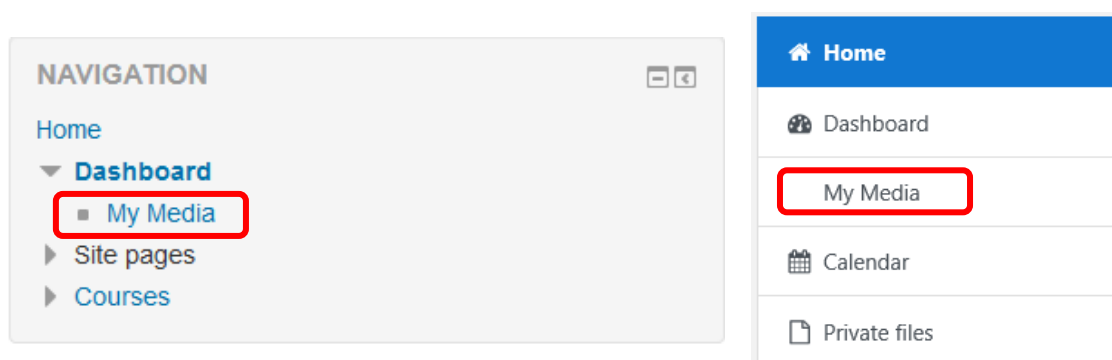 NAVIGATION
Home
Dashboard
My Media
Site pages
Courses
Home
Dashboard
My Media
Calendar
Private files